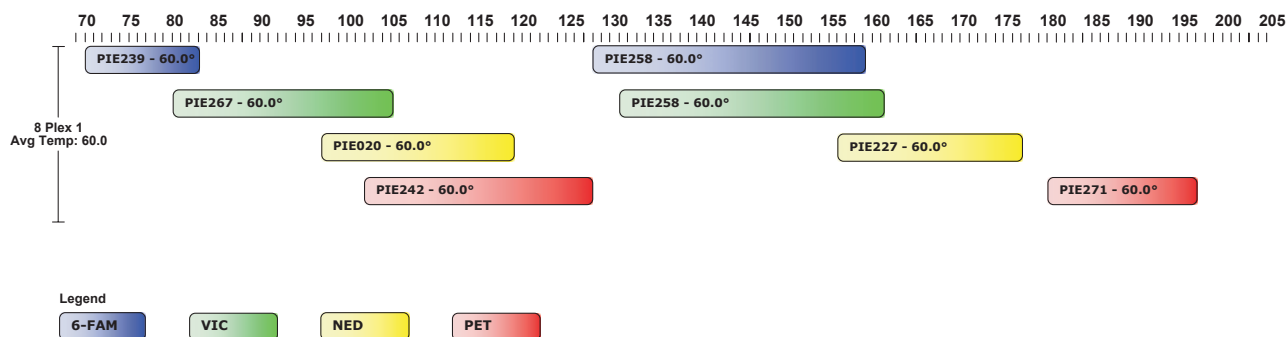 70 75 80 85 90 95 100 105 110 115 120 125 130 135 140 145 150 155 160 165 170 175 180 185 190 195 200 205
PIE239 - 60.0° PIE258 - 60.0°
PIE267 - 60.0° PIE258 - 60.0°
8 Plex 1
Avg Temp: 60.0
PIE020 - 60.0° PIE227 - 60.0°
PIE242 - 60.0° PIE271 - 60.0°
Legend
6-FAM VIC NED PET